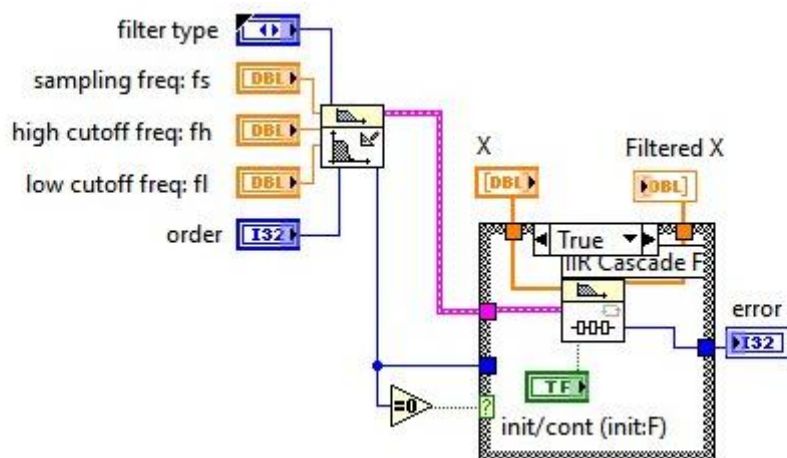 filter type
sampling freq: fs
DBL
high cutoff freq: fh
DBL
low cutoff freq: fl
DBL
order
I32
X
[DBL]
Filtered X
DBL]
True
IIR Cascade F
error
I32
TF
=0
?
init/cont (init:F)